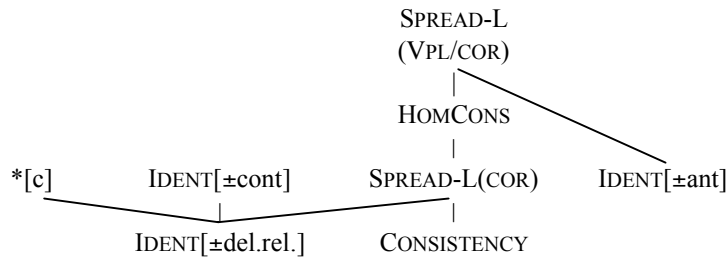 SPREAD-L
(VPL/COR)
HOMCONS
*[c] IDENT[±cont] SPREAD-L(COR) IDENT[±ant]
IDENT[±del.rel.] CONSISTENCY